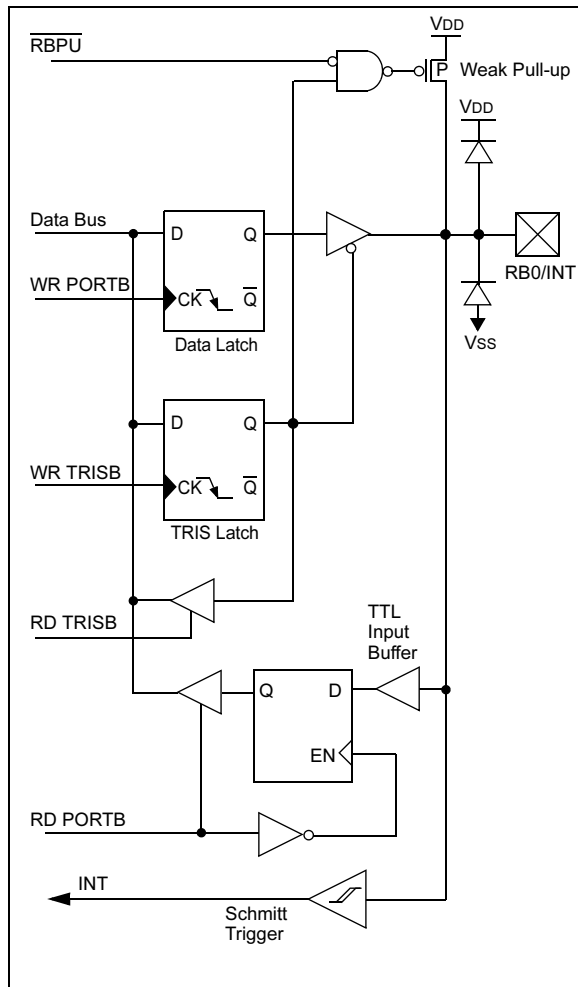 VDD
RBPU
P
Weak Pull-up
VDD
Data Bus
D
Q
RB0/INT
WR PORTB
CK
Q
Data Latch
VSS
D
Q
WR TRISB
CK
Q
TRIS Latch
RD TRISB
TTL
Input
Buffer
Q
D
EN
RD PORTB
INT
Schmitt
Trigger